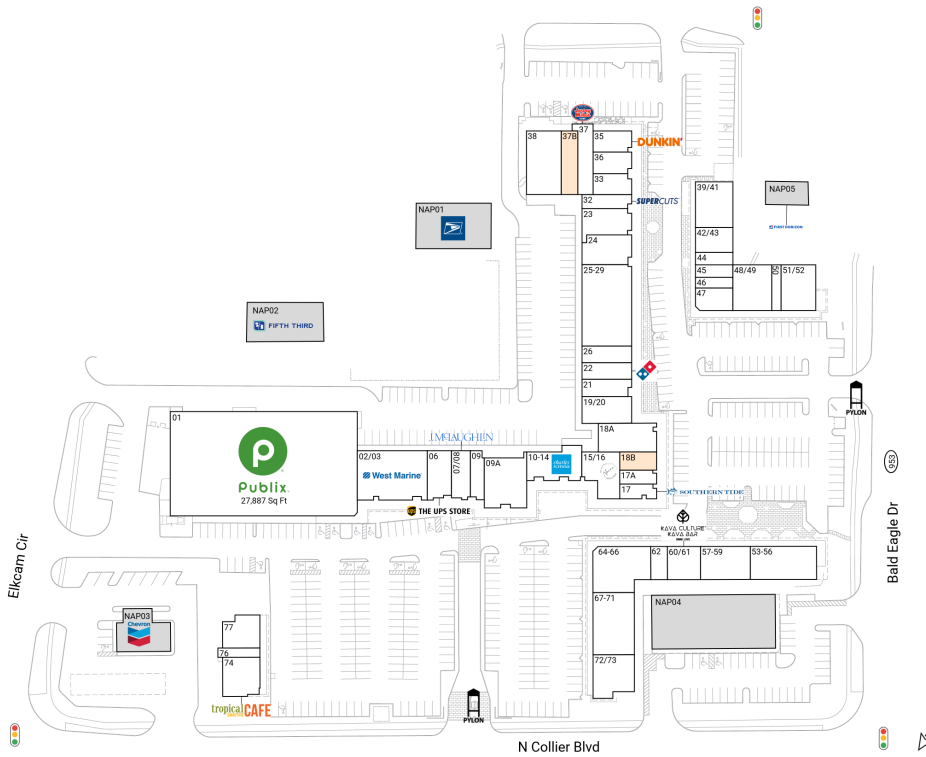 37
38
37B
35
DUNKIN'
36
33
32
SUPERCUTS
23
24
25-29
26
22
21
19/20
18A
39/41
42/43
44
45
46
47
48/49
50
51/52
NAP05
FIRST HORIZON
NAP01
NAP02
FIFTH THIRD
PYLON
953
Bald Eagle Dr
01
Publix
27,887 Sq Ft
J.McLAUGHLIN
02/03
West Marine
06
07/08
09
09A
10-14
charles
SCHWAB
15/16
18B
17A
17
THE UPS STORE
SOUTHERN TIDE
KAVA CULTURE
KAVA BAR
64-66
62
60/61
57-59
53-56
67-71
NAP04
72/73
Elkcam Cir
NAP03
Chevron
77
76
74
tropical
CAFE
PYLON
N Collier Blvd